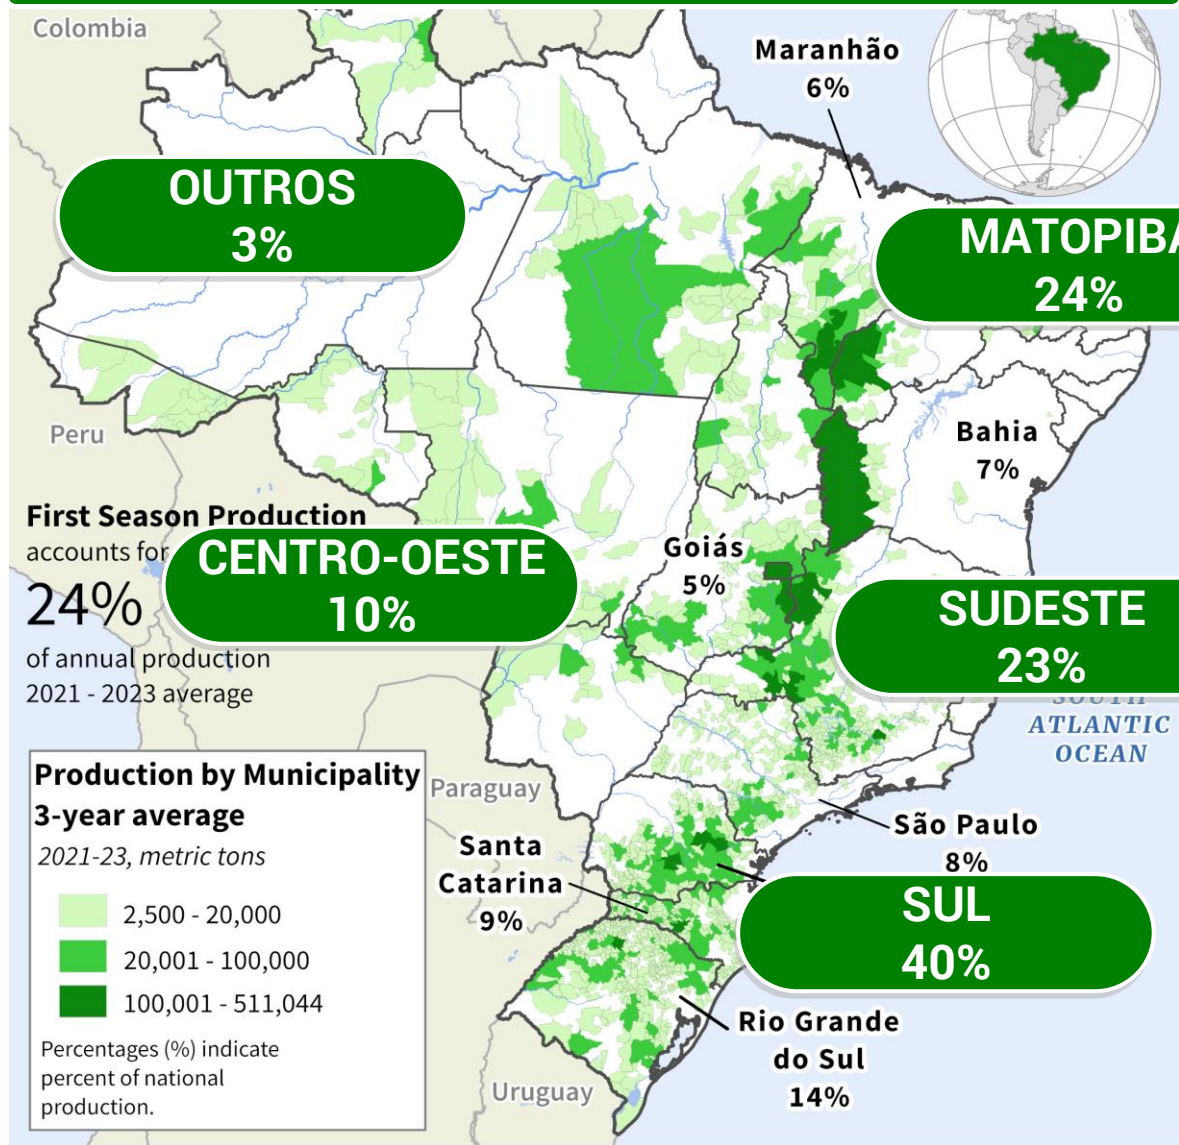 Colombia
Maranhão
6%
OUTROS
3%
MATOPIBA
24%
Peru
Bahia
7%
First Season Production
accounts for
24%
of annual production
2021 - 2023 average
CENTRO-OESTE
10%
Goiás
5%
SUDESTE
23%
SOUTH
ATLANTIC
OCEAN
Production by Municipality
3-year average
2021-23, metric tons
2,500 - 20,000
20,001 - 100,000
100,001 - 511,044
Percentages (%) indicate
percent of national
production.
Paraguay
Santa
Catarina
9%
São Paulo
8%
SUL
40%
Rio Grande
do Sul
14%
Uruguay